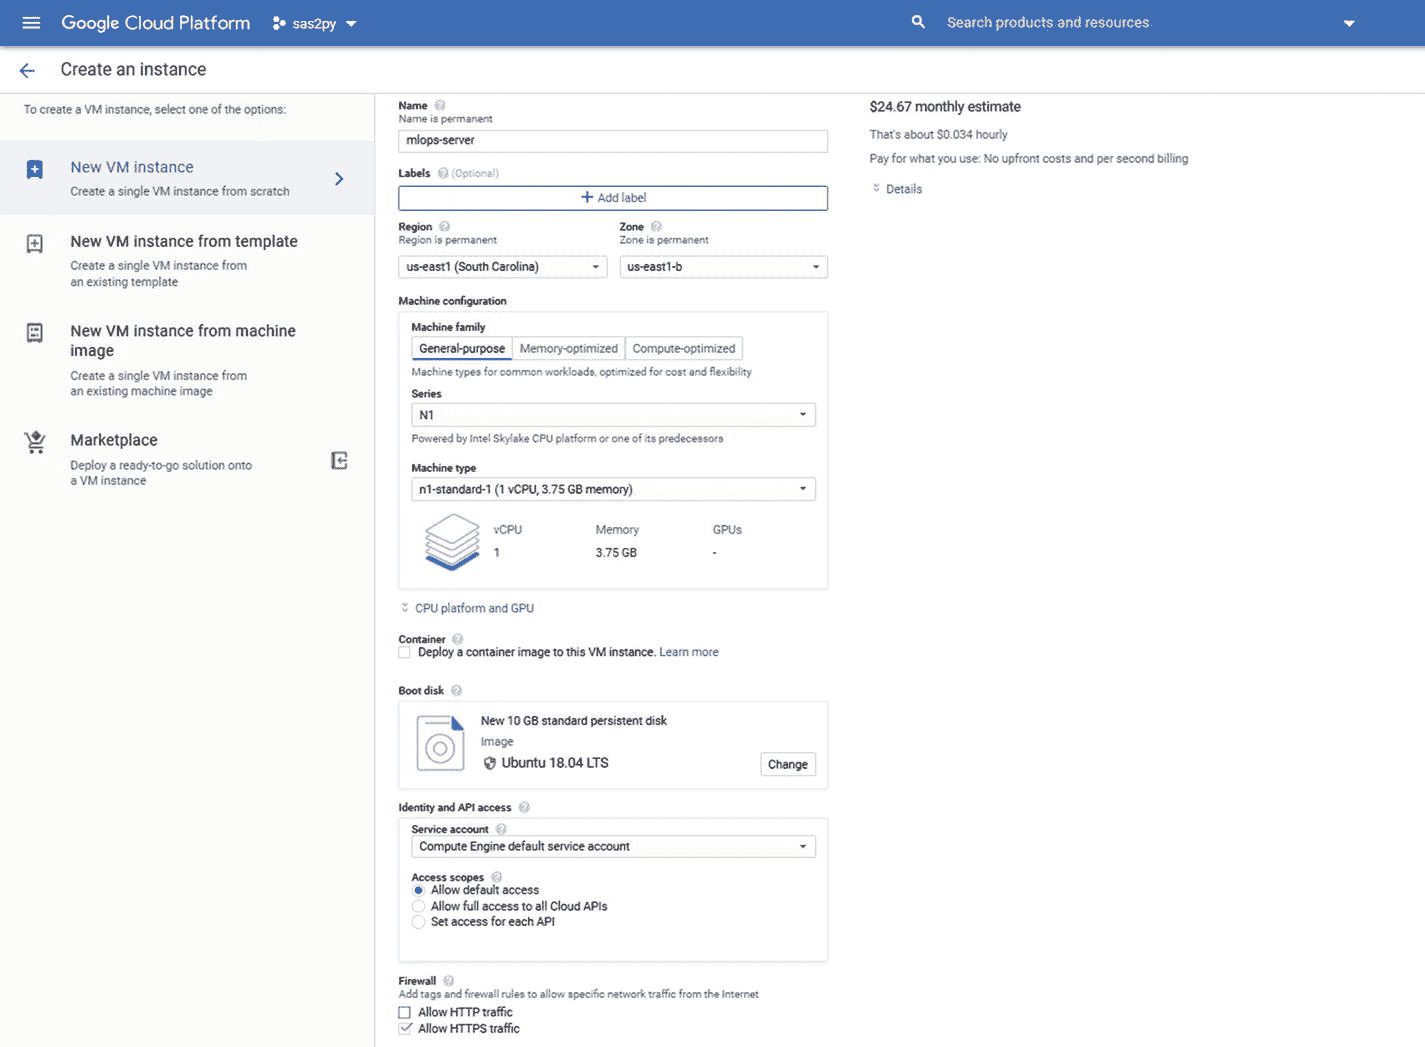 Google Cloud Platform
sas2py
Search products and resources
Create an instance
To create a VM instance, select one of the options:
New VM instance
Create a single VM instance from scratch
New VM instance from template
Create a single VM instance from
an existing template
New VM instance from machine
image
Create a single VM instance from
an existing machine image
Marketplace
Deploy a ready-to-go solution onto
a VM instance
Name
Name is permanent
mlops-server
Labels (Optional)
+ Add label
Region
Region is permanent
us-east1 (South Carolina)
Zone
Zone is permanent
us-east1-b
Machine configuration
Machine family
General-purpose Memory-optimized Compute-optimized
Machine types for common workloads, optimized for cost and flexibility
Series
N1
Powered by Intel Skylake CPU platform or one of its predecessors
Machine type
n1-standard-1 (1 vCPU, 3.75 GB memory)
vCPU Memory GPUs
1 3.75 GB -
CPU platform and GPU
Container
Deploy a container image to this VM instance. Learn more
Boot disk
New 10 GB standard persistent disk
Image
Ubuntu 18.04 LTS
Change
Identity and API access
Service account
Compute Engine default service account
Access scopes
Allow default access
Allow full access to all Cloud APIs
Set access for each API
Firewall
Add tags and firewall rules to allow specific network traffic from the Internet
Allow HTTP traffic
Allow HTTPS traffic
$24.67 monthly estimate
That's about $0.034 hourly
Pay for what you use: No upfront costs and per second billing
Details